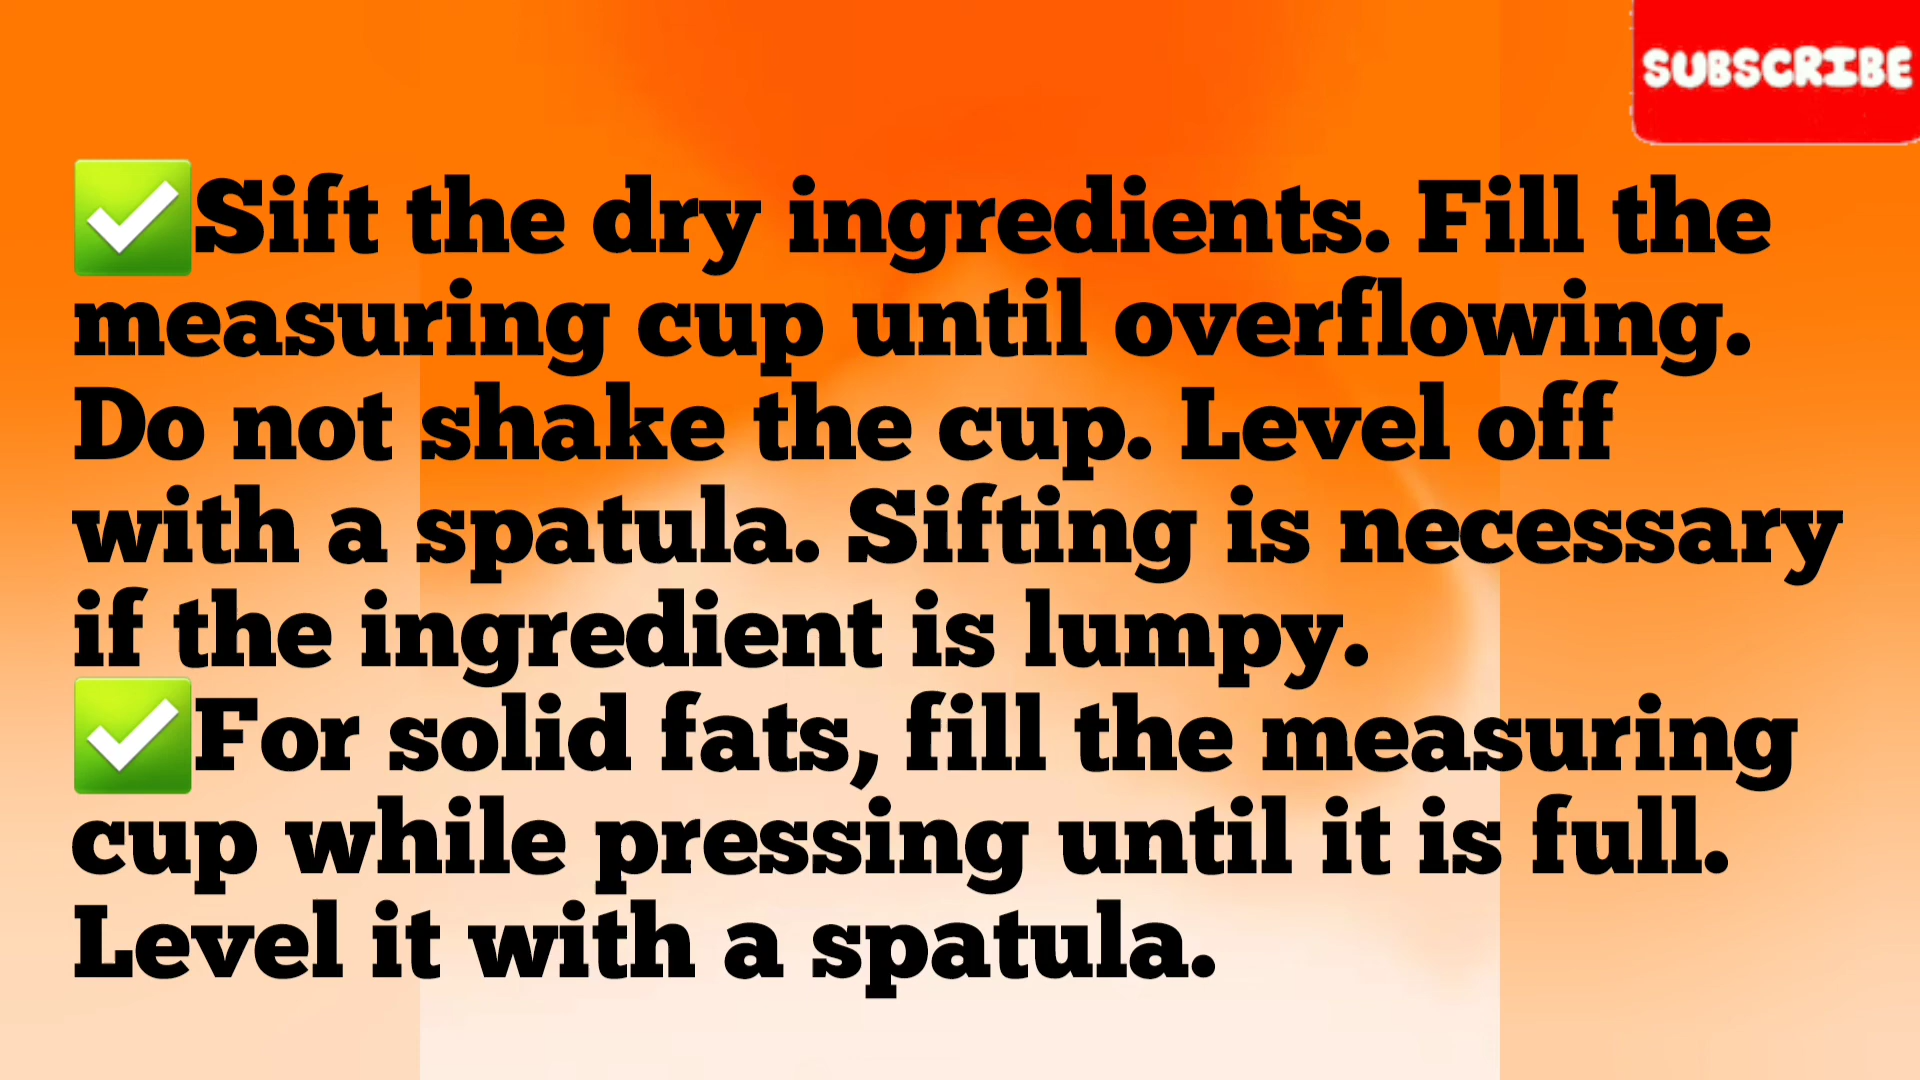 SUBSCRIBE
✅Sift the dry ingredients. Fill the
measuring cup until overflowing.
Do not shake the cup. Level off
with a spatula. Sifting is necessary
if the ingredient is lumpy.
✅For solid fats, fill the measuring
cup while pressing until it is full.
Level it with a spatula.